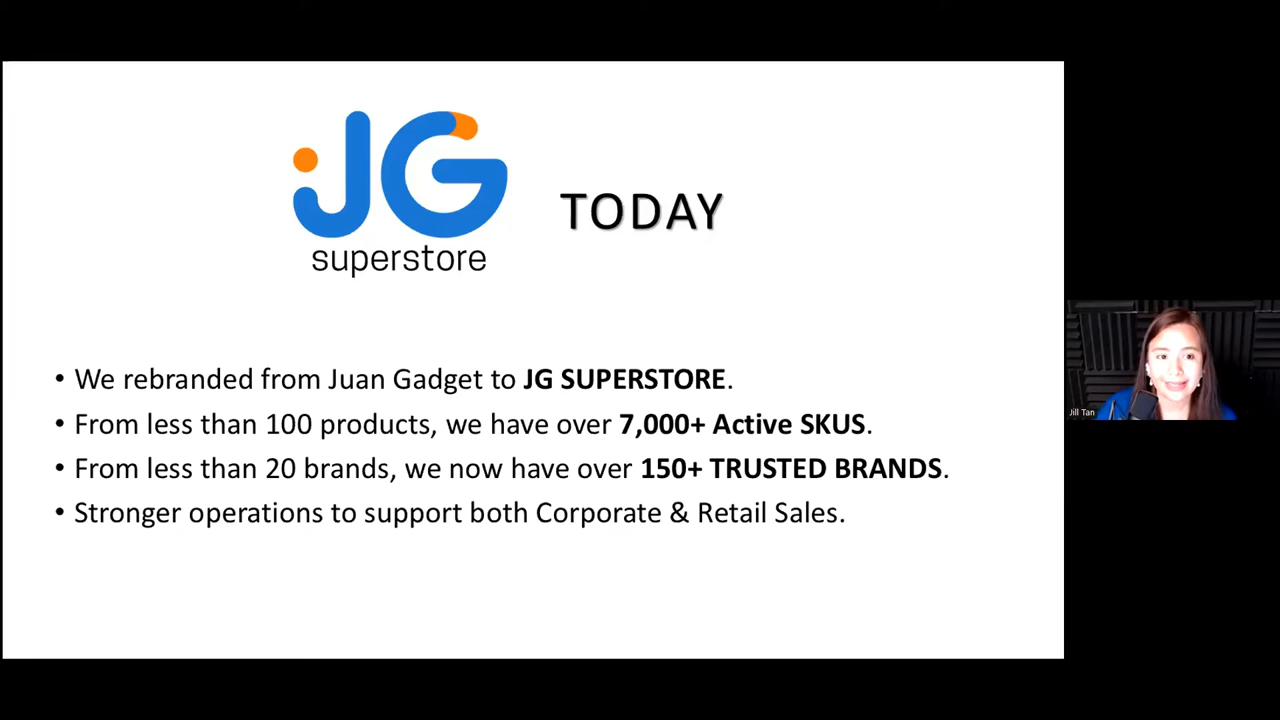 JG
superstore
TODAY
• We rebranded from Juan Gadget to JG SUPERSTORE.
• From less than 100 products, we have over 7,000+ Active SKUS.
• From less than 20 brands, we now have over 150+ TRUSTED BRANDS.
• Stronger operations to support both Corporate & Retail Sales.
Jill Tan